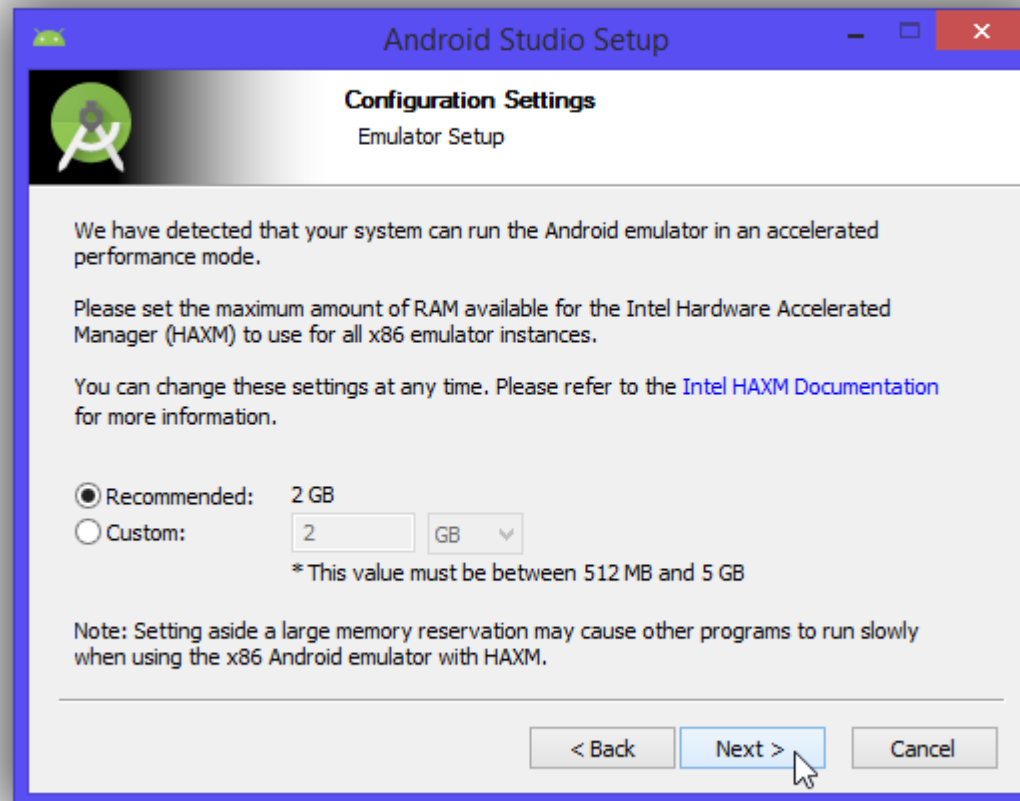 Android Studio Setup
Configuration Settings
Emulator Setup
We have detected that your system can run the Android emulator in an accelerated
performance mode.
Please set the maximum amount of RAM available for the Intel Hardware Accelerated
Manager (HAXM) to use for all x86 emulator instances.
You can change these settings at any time. Please refer to the Intel HAXM Documentation
for more information.
Recommended: 2 GB
Custom: 2 GB
* This value must be between 512 MB and 5 GB
Note: Setting aside a large memory reservation may cause other programs to run slowly
when using the x86 Android emulator with HAXM.
< Back Next > Cancel